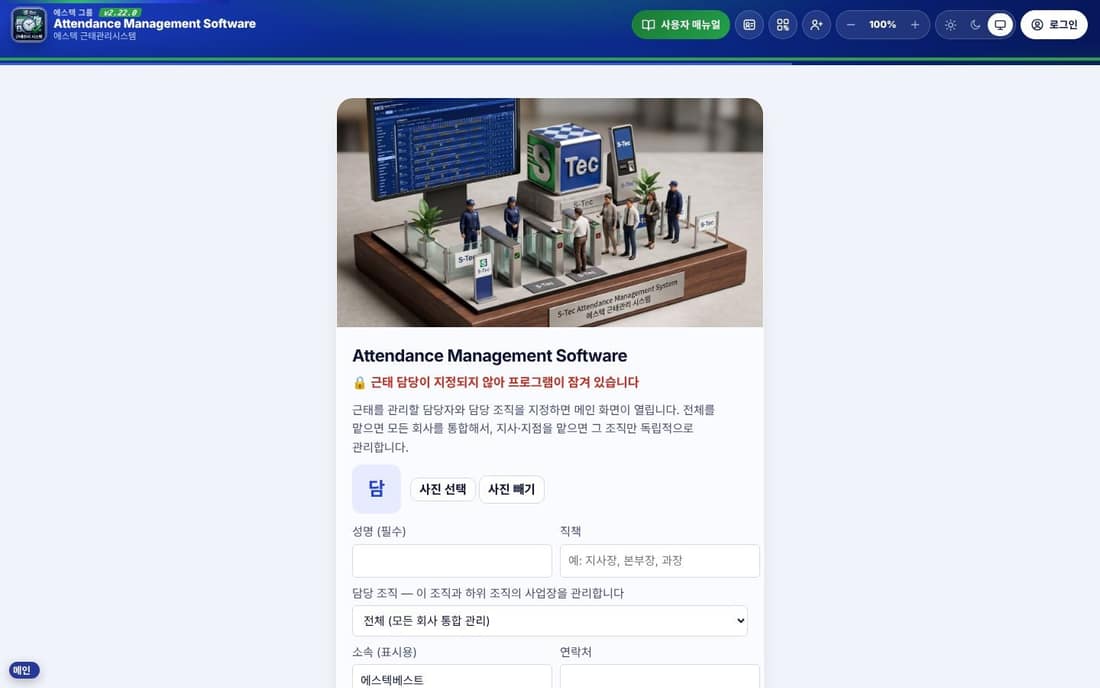 에스텍 그룹 v2.22.0
Attendance Management Software
에스텍 근태관리시스템
사용자 매뉴얼
100%
로그인
S Tec
S-Tec
S-Tec
S-Tec
S-Tec
S-Tec
S-Tec
S-Tec
S-Tec Attendance Management System
에스텍 근태관리 시스템
Attendance Management Software
근태 담당이 지정되지 않아 프로그램이 잠겨 있습니다
근태를 관리할 담당자와 담당 조직을 지정하면 메인 화면이 열립니다. 전체를
맡으면 모든 회사를 통합해서, 지사·지점을 맡으면 그 조직만 독립적으로
관리합니다.
담
사진 선택 사진 빼기
성명 (필수) 직책
예: 지사장, 본부장, 과장
담당 조직 — 이 조직과 하위 조직의 사업장을 관리합니다
전체 (모든 회사 통합 관리)
소속 (표시용) 연락처
에스텍베스트
메인